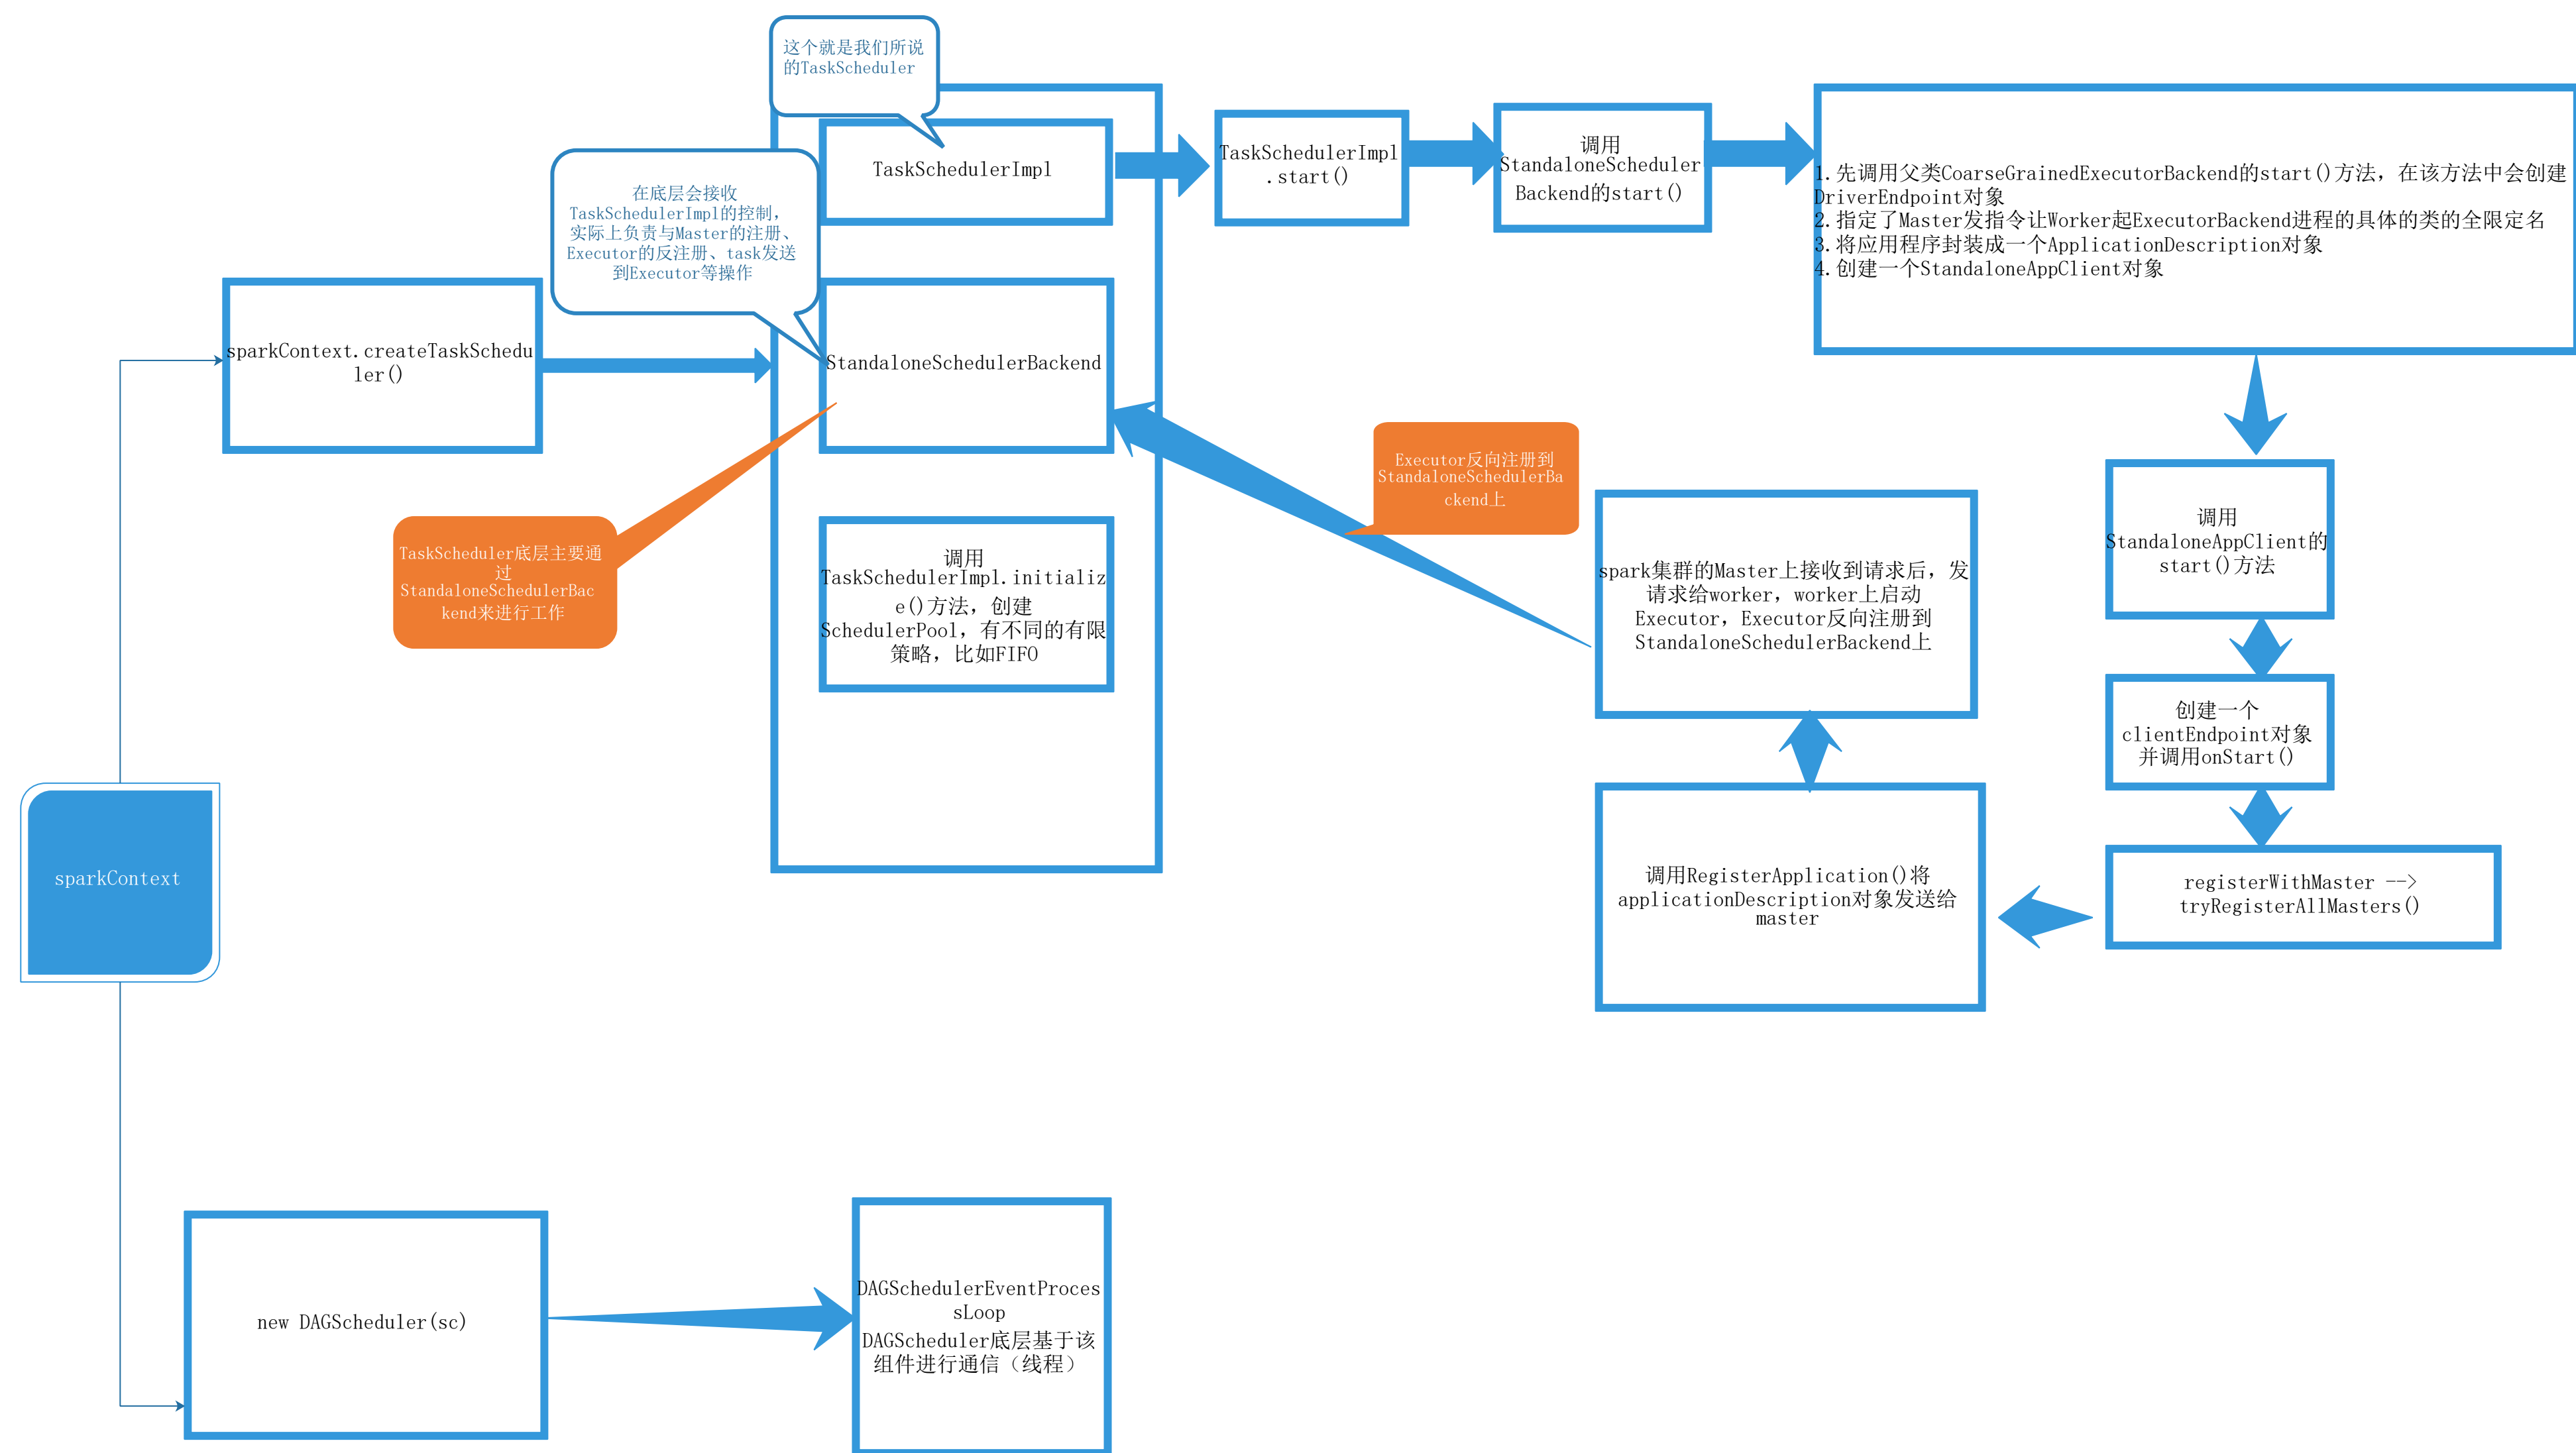 这个就是我们所说
的TaskScheduler
TaskSchedulerImpl
在底层会接收
TaskSchedulerImpl的控制，
实际上负责与Master的注册、
Executor的反注册、task发送
到Executor等操作
TaskSchedulerImpl
.start()
调用
StandaloneScheduler
Backend的start()
1.先调用父类CoarseGrainedExecutorBackend的start()方法，在该方法中会创建
DriverEndpoint对象
2.指定了Master发指令让Worker起ExecutorBackend进程的具体的类的全限定名
3.将应用程序封装成一个ApplicationDescription对象
4.创建一个StandaloneAppClient对象
sparkContext.createTaskSchedu
ler()
StandaloneSchedulerBackend
Executor反向注册到
StandaloneSchedulerBa
ckend上
TaskScheduler底层主要通
过
StandaloneSchedulerBac
kend来进行工作
调用
TaskSchedulerImpl.initializ
e()方法，创建
SchedulerPool，有不同的有限
策略，比如FIFO
spark集群的Master上接收到请求后，发
请求给worker，worker上启动
Executor，Executor反向注册到
StandaloneSchedulerBackend上
调用
StandaloneAppClient的
start()方法
创建一个
clientEndpoint对象
并调用onStart()
registerWithMaster -->
tryRegisterAllMasters()
调用RegisterApplication()将
applicationDescription对象发送给
master
sparkContext
new DAGScheduler(sc)
DAGSchedulerEventProces
sLoop
DAGScheduler底层基于该
组件进行通信（线程）